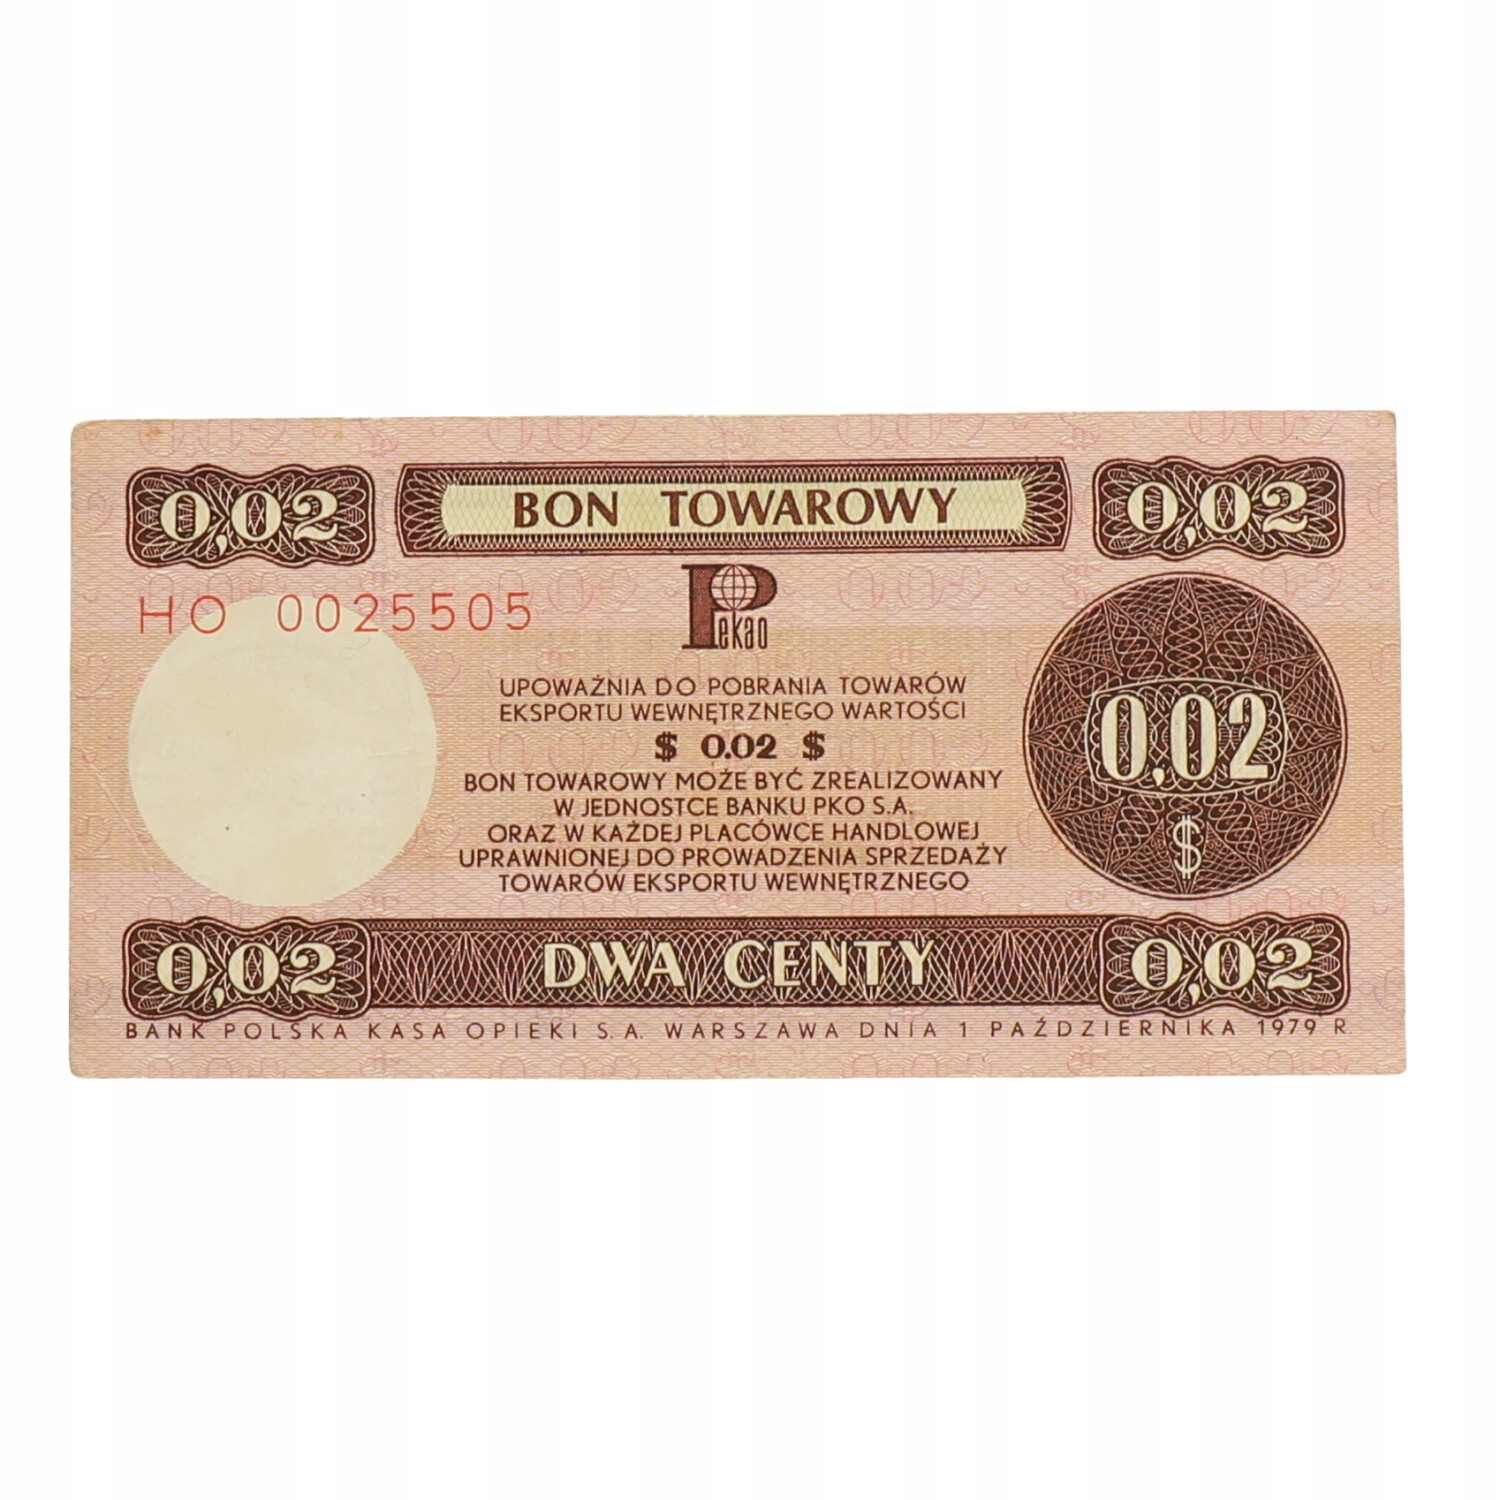 0,02 BON TOWAROWY 0,02
HO 0025505
Pekao
UPOWAŻNIA DO POBRANIA TOWARÓW
EKSPORTU WEWNĘTRZNEGO WARTOŚCI
$ 0.02 $
BON TOWAROWY MOŻE BYĆ ZREALIZOWANY
W JEDNOSTCE BANKU PKO S.A.
ORAZ W KAŻDEJ PLACÓWCE HANDLOWEJ
UPRAWNIONEJ DO PROWADZENIA SPRZEDAŻY
TOWARÓW EKSPORTU WEWNĘTRZNEGO
0,02
$
0,02 DWA CENTY 0,02
BANK POLSKA KASA OPIEKI S.A. WARSZAWA DNIA 1 PAŹDZIERNIKA 1979 R